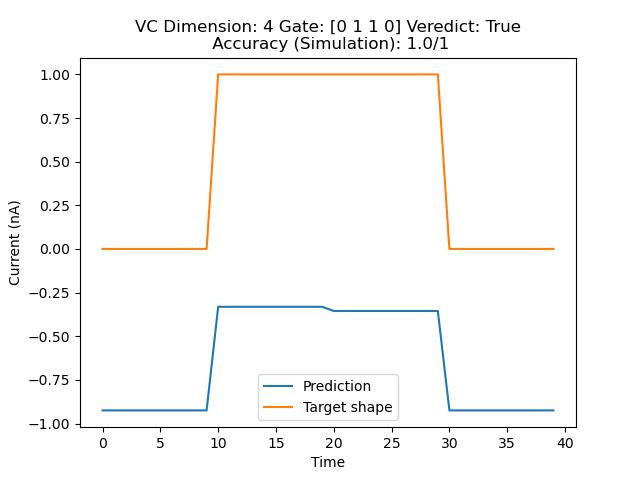 VC Dimension: 4 Gate: [0 1 1 0] Veredict: True
Accuracy (Simulation): 1.0/1
1.00
0.75
0.50
0.25
0.00
−0.25
−0.50
−0.75
−1.00
Current (nA)
Prediction
Target shape
0 5 10 15 20 25 30 35 40
Time